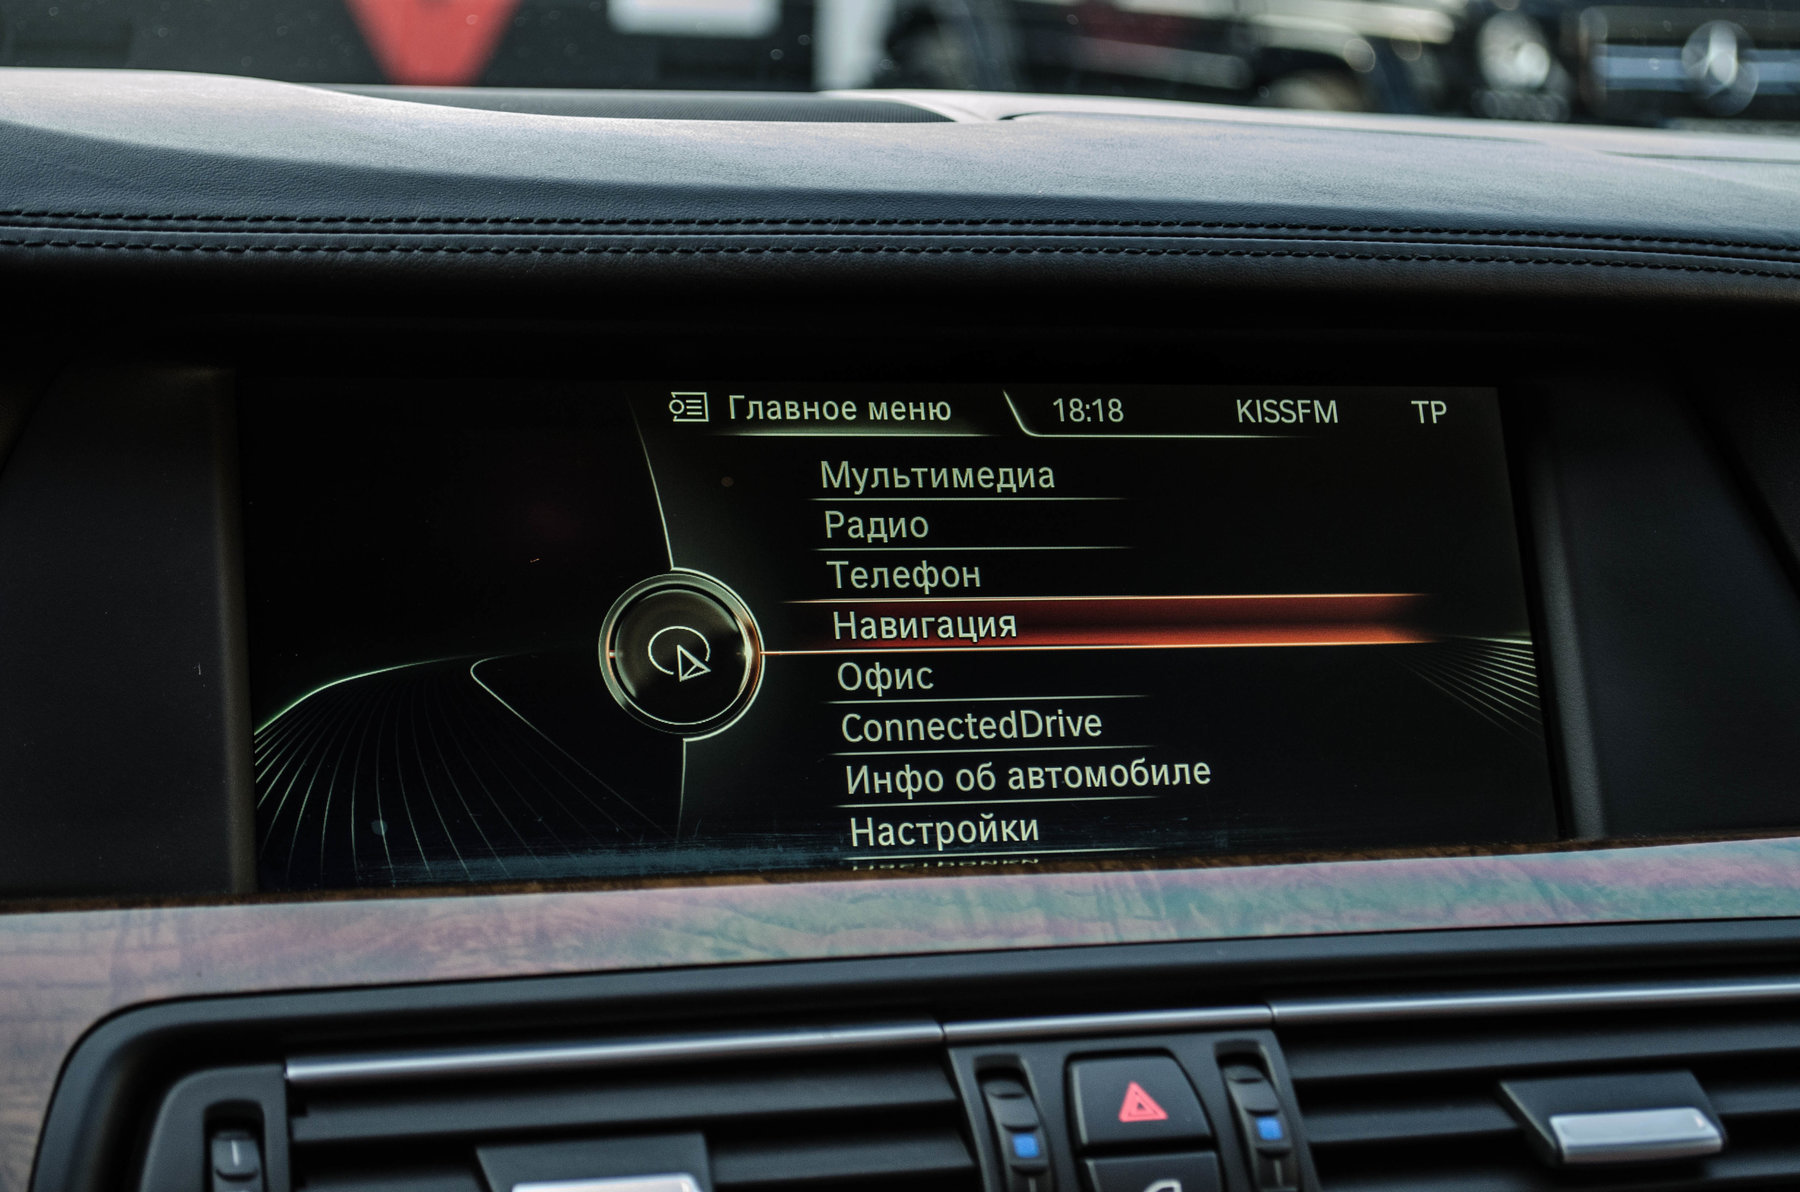 Главное меню 18:18 KISSFM TP
Мультимедиа
Радио
Телефон
Навигация
Офис
ConnectedDrive
Инфо об автомобиле
Настройки